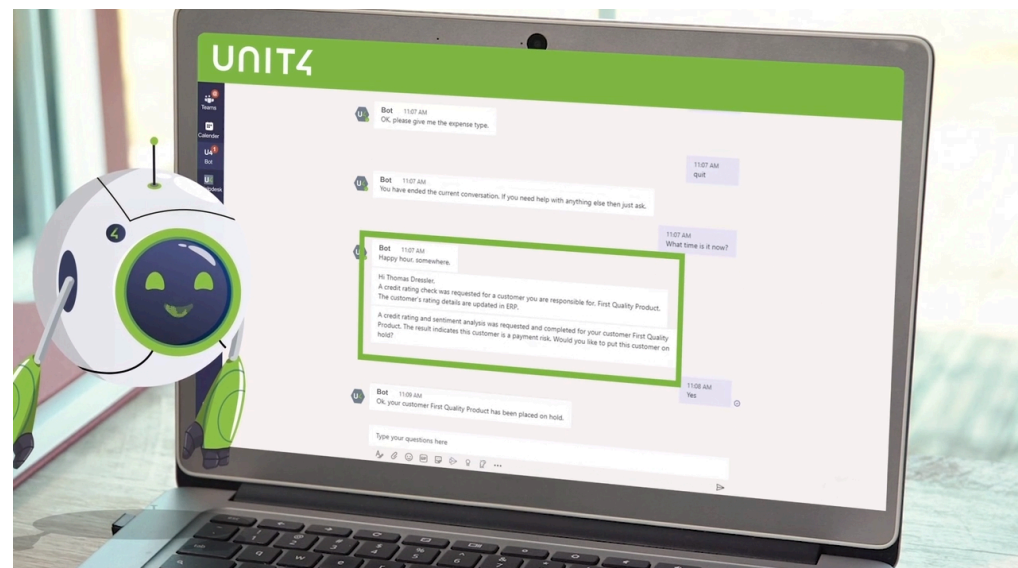 UNIT4
Teams
Calender
U4
1
Bot
U4
4
Bot 11:07 AM
OK, please give me the expense type.
11:07 AM
quit
Bot 11:07 AM
You have ended the current conversation. If you need help with anything else then just ask.
11:07 AM
What time is it now?
Bot 11:07 AM
Happy hour, somewhere.
Hi Thomas Dressler,
A credit rating check was requested for a customer you are responsible for, First Quality Product.
The customer's rating details are updated in ERP.
A credit rating and sentiment analysis was requested and completed for your customer First Quality
Product. The result indicates this customer is a payment risk. Would you like to put this customer on
hold?
11:08 AM
Yes
Bot 11:09 AM
Ok, your customer First Quality Product has been placed on hold.
Type your questions here